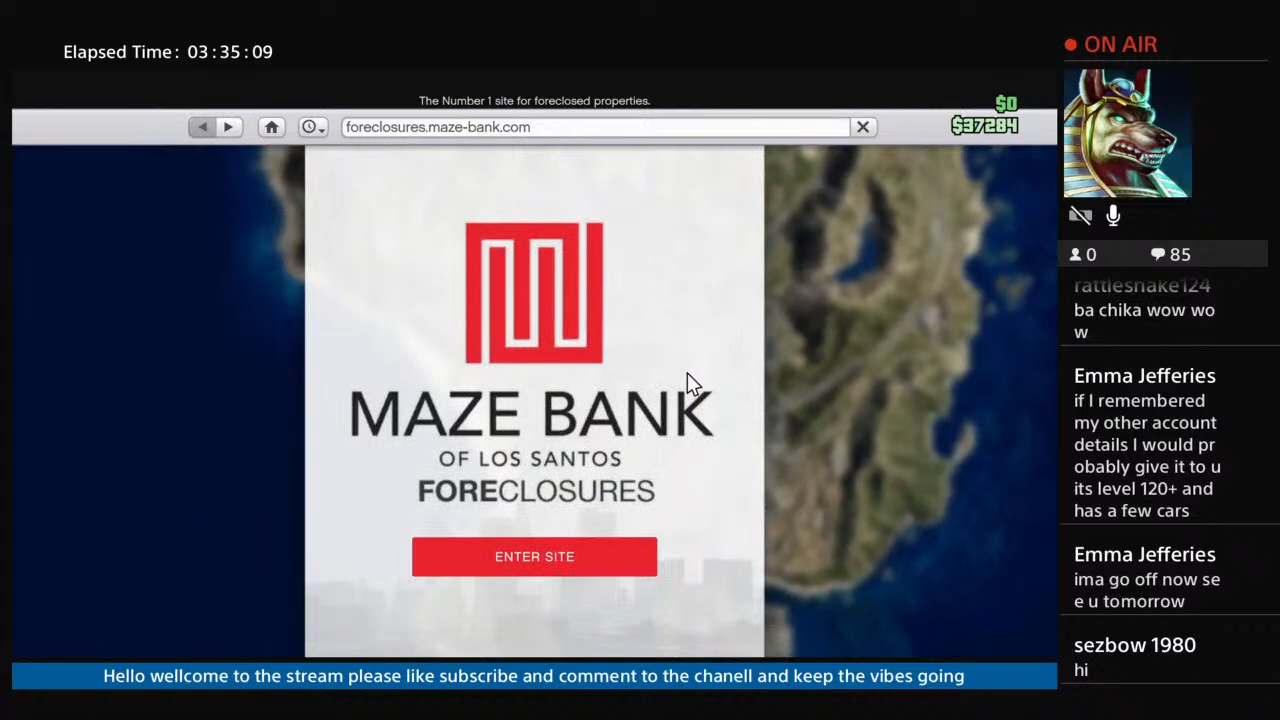 Elapsed Time: 03:35:09
ON AIR
The Number 1 site for foreclosed properties.
$0
foreclosures.maze-bank.com
$37284
MAZE BANK
OF LOS SANTOS
FORECLOSURES
ENTER SITE
0
85
rattlesnake124
ba chika wow wo
w
Emma Jefferies
if I remembered
my other account
details I would pr
obably give it to u
its level 120+ and
has a few cars
Emma Jefferies
ima go off now se
e u tomorrow
sezbow 1980
hi
Hello wellcome to the stream please like subscribe and comment to the chanell and keep the vibes going